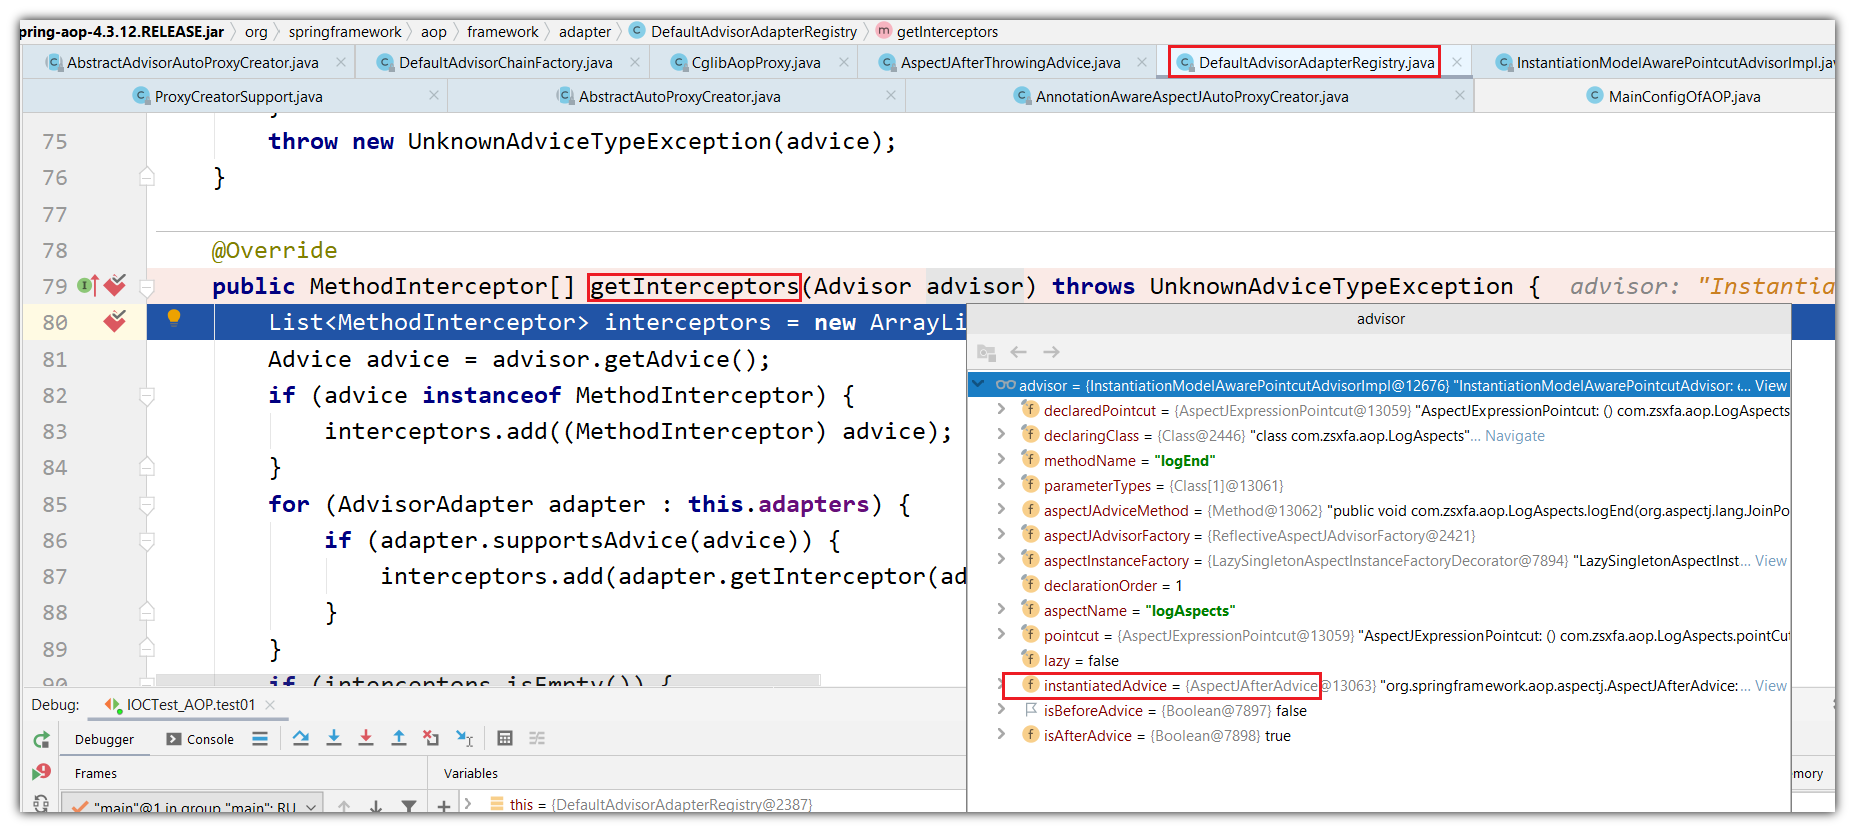 pring-aop-4.3.12.RELEASE.jar org springframework aop framework adapter DefaultAdvisorAdapterRegistry getInterceptors
AbstractAdvisorAutoProxyCreator.java DefaultAdvisorChainFactory.java CglibAopProxy.java AspectJAfterThrowingAdvice.java DefaultAdvisorAdapterRegistry.java InstantiationModelAwarePointcutAdvisorImpl.jav
ProxyCreatorSupport.java AbstractAutoProxyCreator.java AnnotationAwareAspectJAutoProxyCreator.java MainConfigOfAOP.java
75 throw new UnknownAdviceTypeException(advice);
76 }
77
78 @Override
79 public MethodInterceptor[] getInterceptors(Advisor advisor) throws UnknownAdviceTypeException { advisor: "Instantia
80 List<MethodInterceptor> interceptors = new ArrayLi
81 Advice advice = advisor.getAdvice();
82 if (advice instanceof MethodInterceptor) {
83 interceptors.add((MethodInterceptor) advice);
84 }
85 for (AdvisorAdapter adapter : this.adapters) {
86 if (adapter.supportsAdvice(advice)) {
87 interceptors.add(adapter.getInterceptor(ad
88 }
89 }
90 if (interceptors.isEmpty()) {
advisor
advisor = {InstantiationModelAwarePointcutAdvisorImpl@12676} "InstantiationModelAwarePointcutAdvisor: e... View
declaredPointcut = {AspectJExpressionPointcut@13059} "AspectJExpressionPointcut: () com.zsxfa.aop.LogAspects
declaringClass = {Class@2446} "class com.zsxfa.aop.LogAspects"... Navigate
methodName = "logEnd"
parameterTypes = {Class[1]@13061}
aspectJAdviceMethod = {Method@13062} "public void com.zsxfa.aop.LogAspects.logEnd(org.aspectj.lang.JoinPo
aspectJAdvisorFactory = {ReflectiveAspectJAdvisorFactory@2421}
aspectInstanceFactory = {LazySingletonAspectInstanceFactoryDecorator@7894} "LazySingletonAspectInst... View
declarationOrder = 1
aspectName = "logAspects"
pointcut = {AspectJExpressionPointcut@13059} "AspectJExpressionPointcut: () com.zsxfa.aop.LogAspects.pointCut
lazy = false
instantiatedAdvice = {AspectJAfterAdvice@13063} "org.springframework.aop.aspectj.AspectJAfterAdvice: ... View
isBeforeAdvice = {Boolean@7897} false
isAfterAdvice = {Boolean@7898} true
Debug: IOCTest_AOP.test01
Debugger Console
Frames Variables mory
"main"@1 in group "main": RU this = {DefaultAdvisorAdapterRegistry@2387}